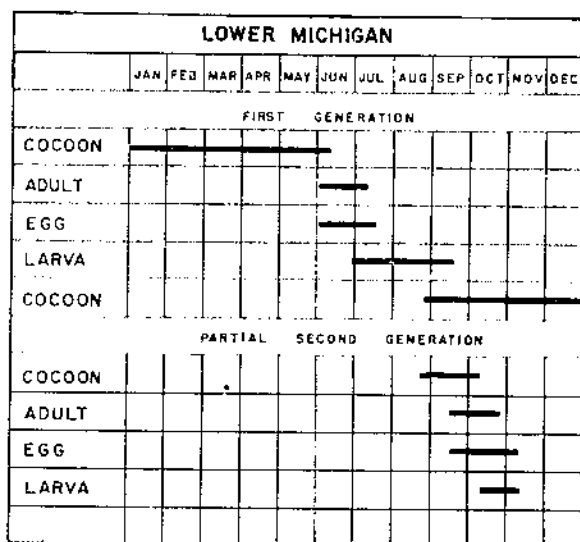 LOWER MICHIGAN
JAN FEB MAR APR MAY JUN JUL AUG SEP OCT NOV DEC
FIRST GENERATION
COCOON
ADULT
EGG
LARVA
COCOON
PARTIAL SECOND GENERATION
COCOON
ADULT
EGG
LARVA